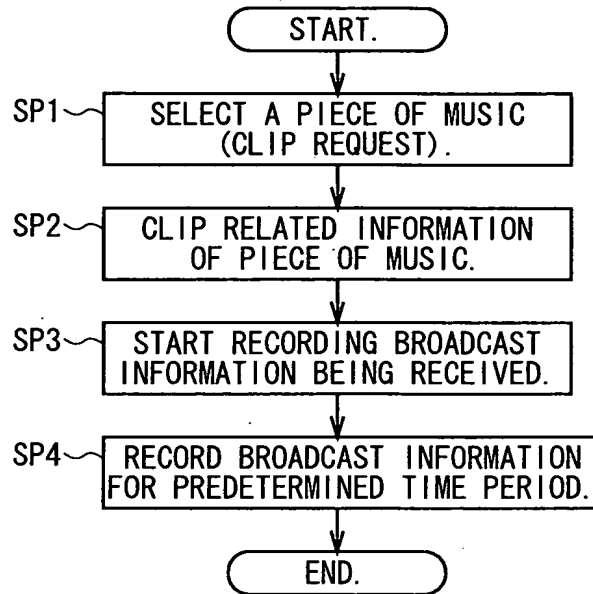 START.
SP1
SELECT A PIECE OF MUSIC
(CLIP REQUEST).
SP2
CLIP RELATED INFORMATION
OF PIECE OF MUSIC.
SP3
START RECORDING BROADCAST
INFORMATION BEING RECEIVED.
SP4
RECORD BROADCAST INFORMATION
FOR PREDETERMINED TIME PERIOD.
END.